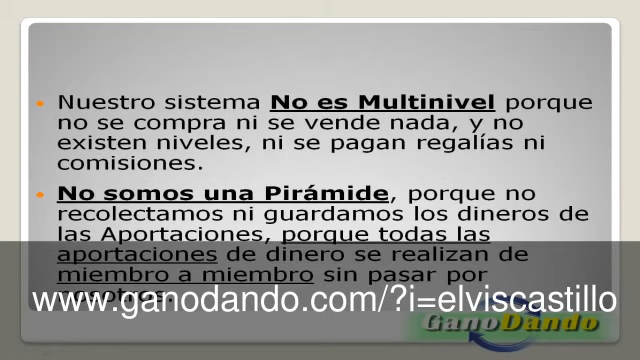 Nuestro sistema No es Multinivel porque
no se compra ni se vende nada, y no
existen niveles, ni se pagan regalías ni
comisiones.
No somos una Pirámide, porque no
recolectamos ni guardamos los dineros de
las Aportaciones, porque todas las
aportaciones de dinero se realizan de
miembro a miembro sin pasar por
nosotros.
www.ganodando.com/?i=elviscastillo
GanoDando